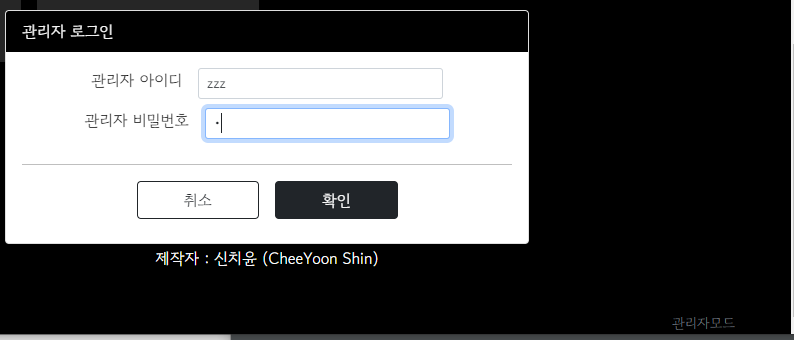 관리자 로그인
관리자 아이디 zzz
관리자 비밀번호 •
취소 확인
제작자 : 신치윤 (CheeYoon Shin)
관리자모드